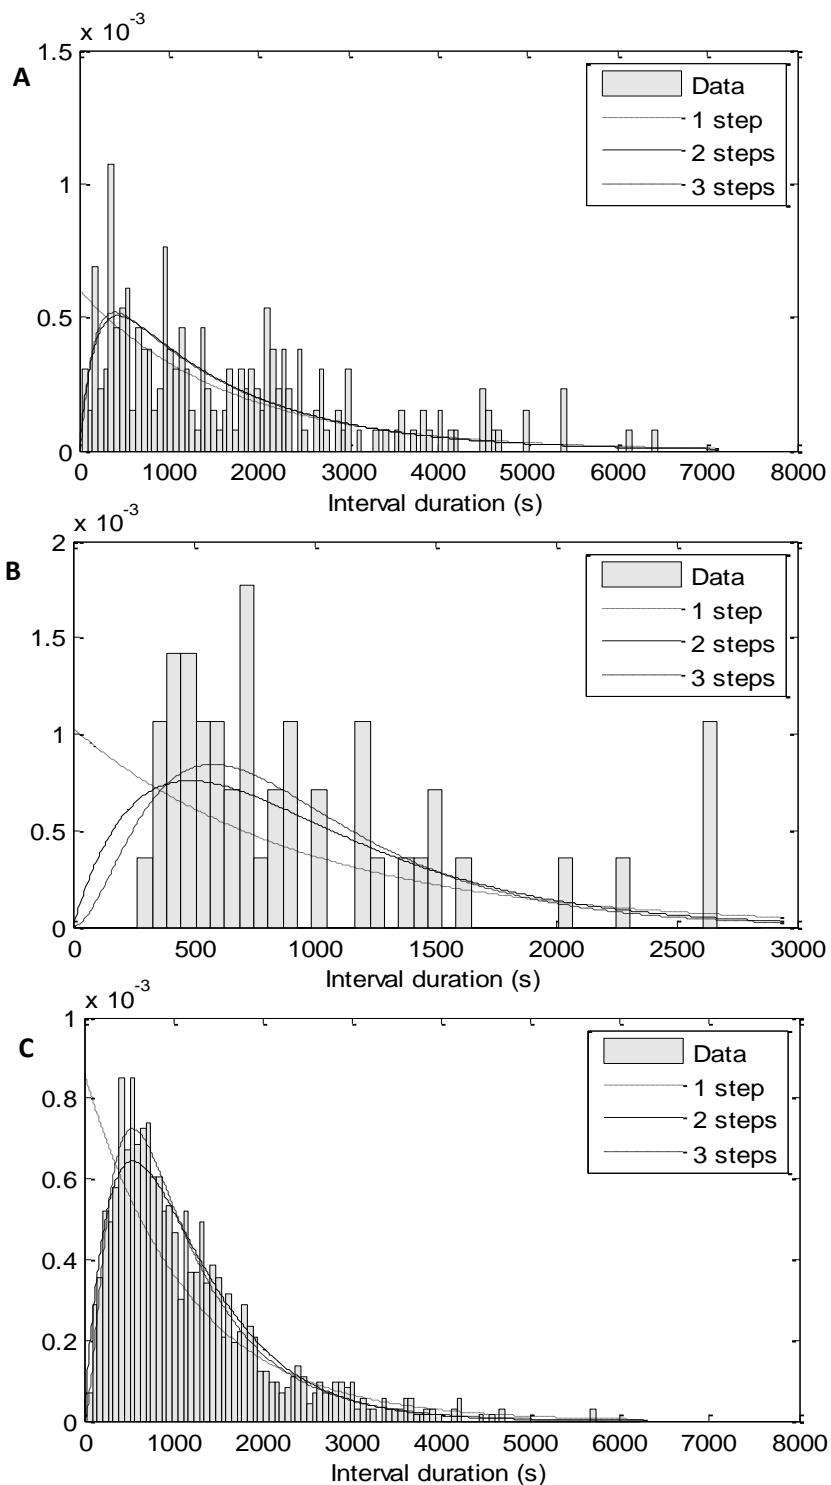 x 10-3
A
1.5
1
0.5
0
0 1000 2000 3000 4000 5000 6000 7000 8000
Interval duration (s)
Data
1 step
2 steps
3 steps
x 10-3
B
2
1.5
1
0.5
0
0 500 1000 1500 2000 2500 3000
Interval duration (s)
Data
1 step
2 steps
3 steps
x 10-3
C
1
0.8
0.6
0.4
0.2
0
0 1000 2000 3000 4000 5000 6000 7000 8000
Interval duration (s)
Data
1 step
2 steps
3 steps